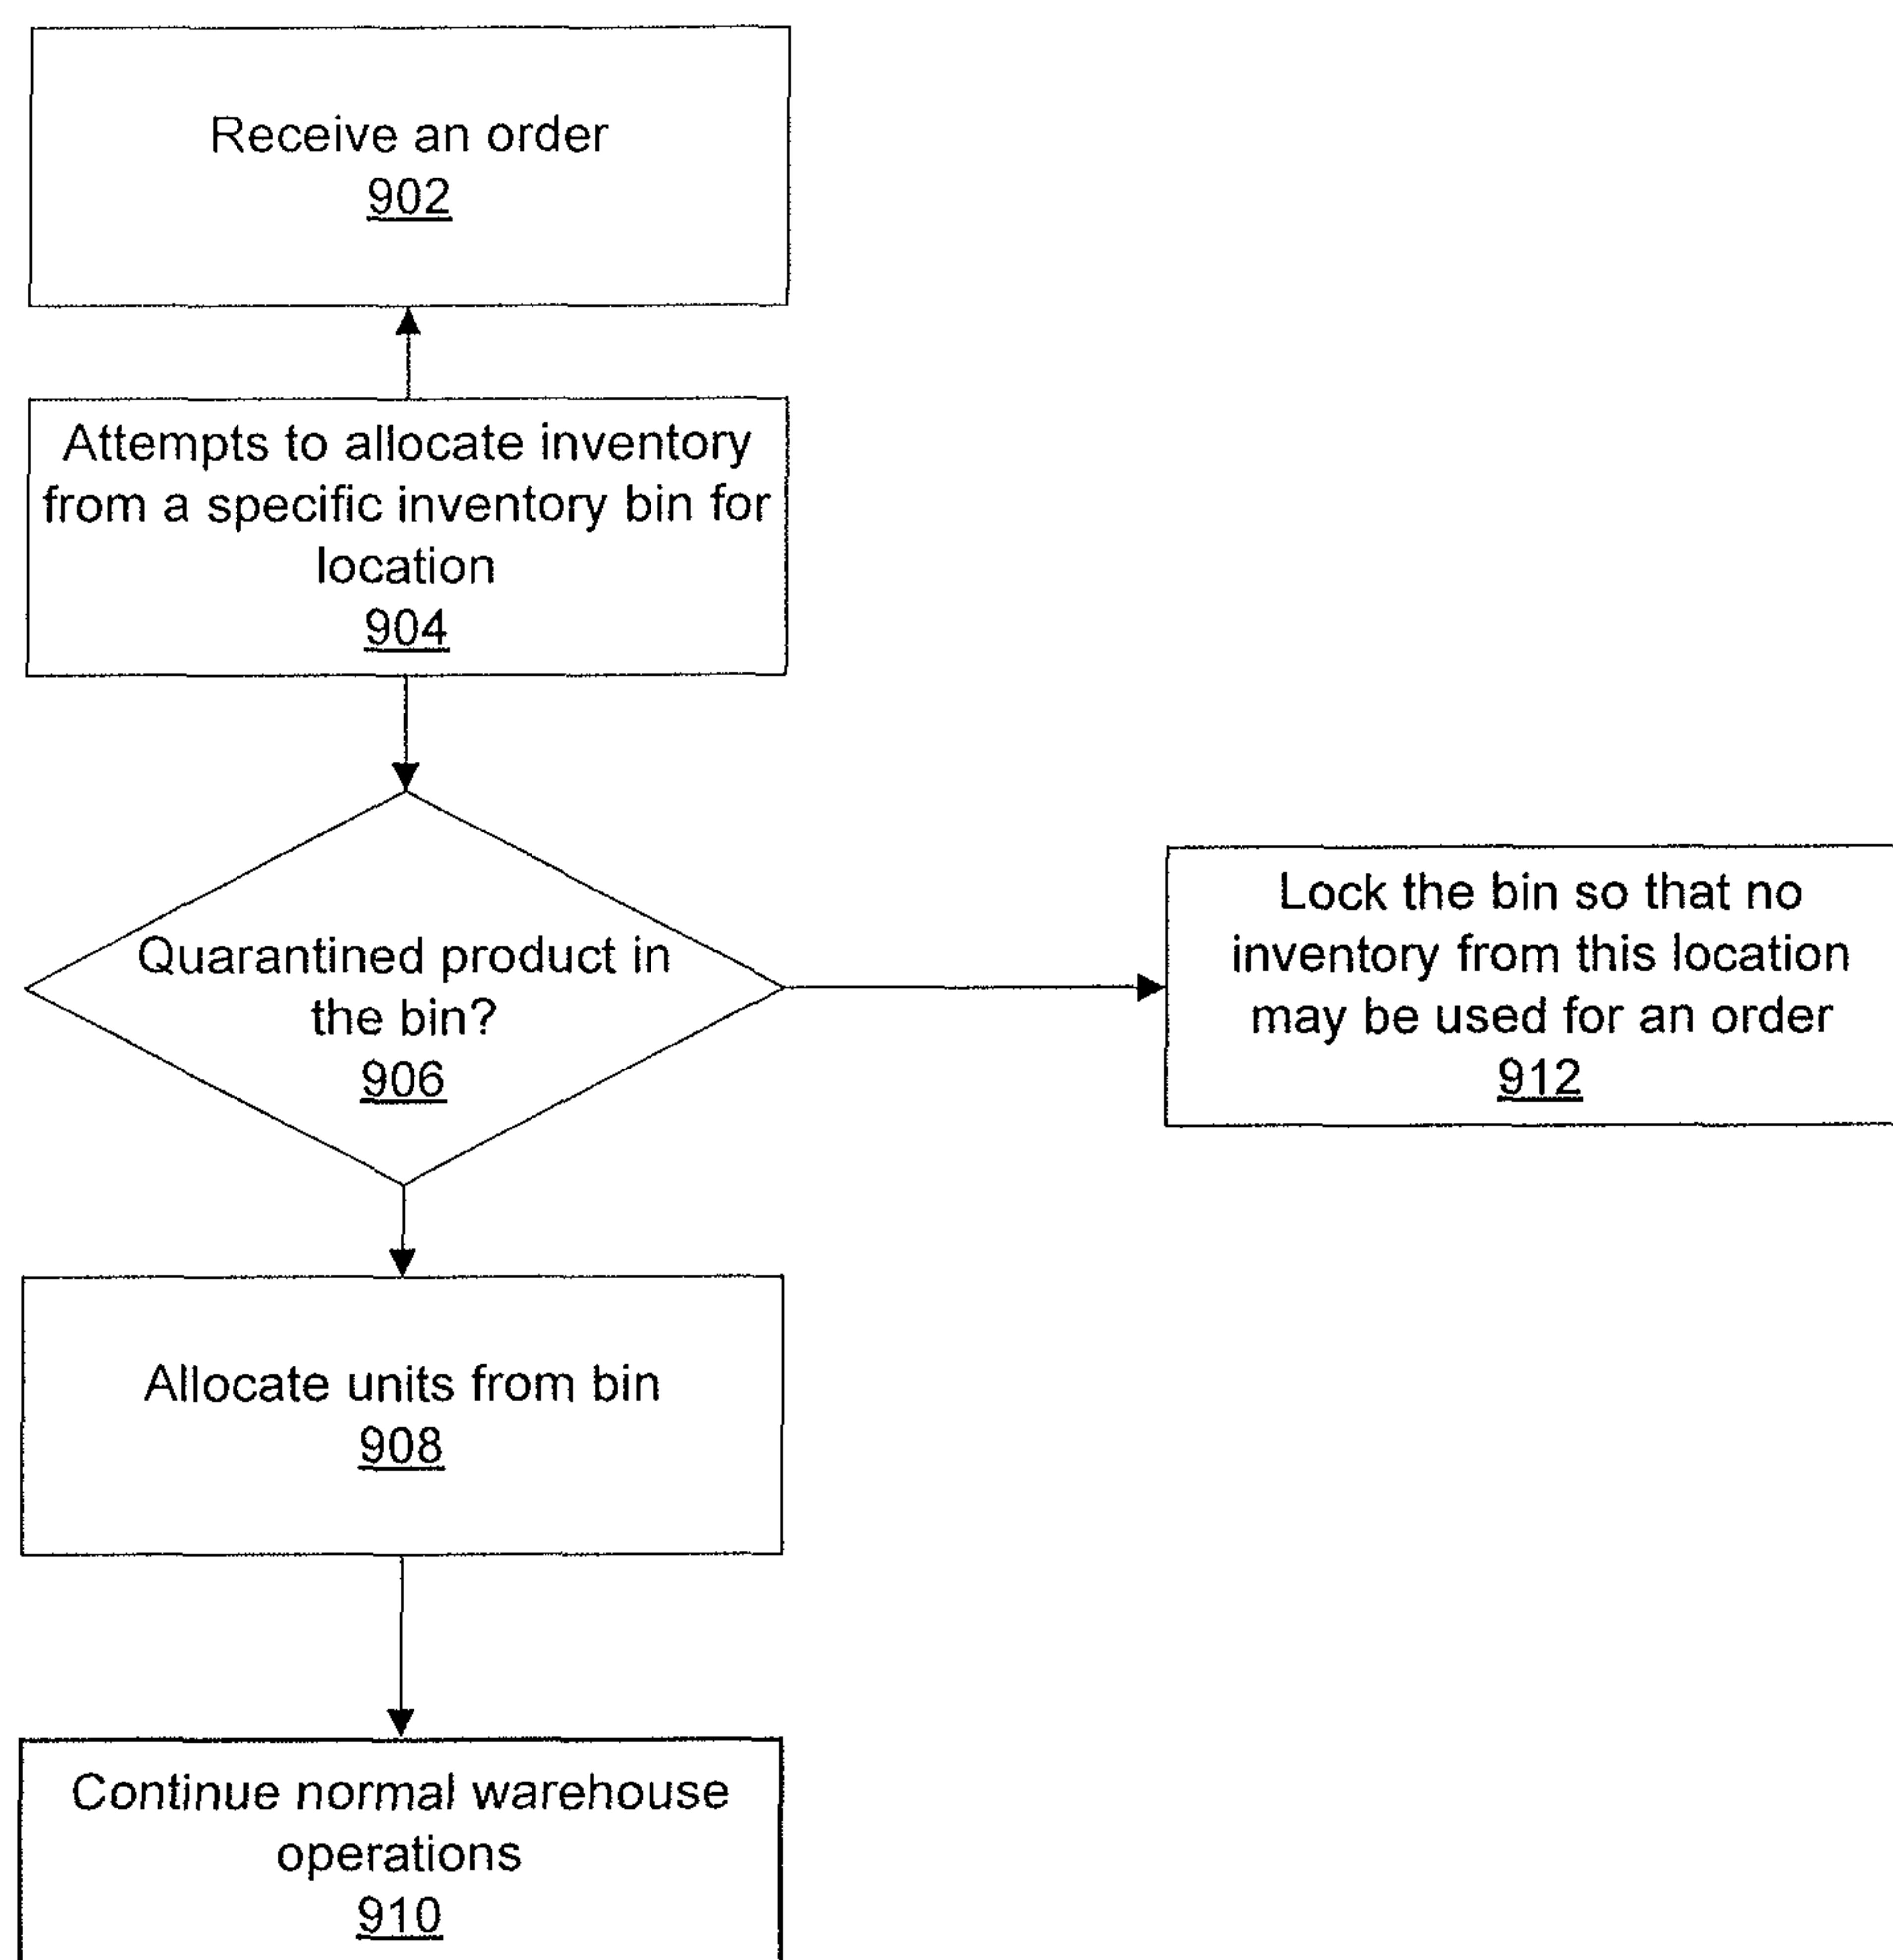 Receive an order
902
Attempts to allocate inventory
from a specific inventory bin for
location
904
Quarantined product in
the bin?
906
Lock the bin so that no
inventory from this location
may be used for an order
912
Allocate units from bin
908
Continue normal warehouse
operations
910